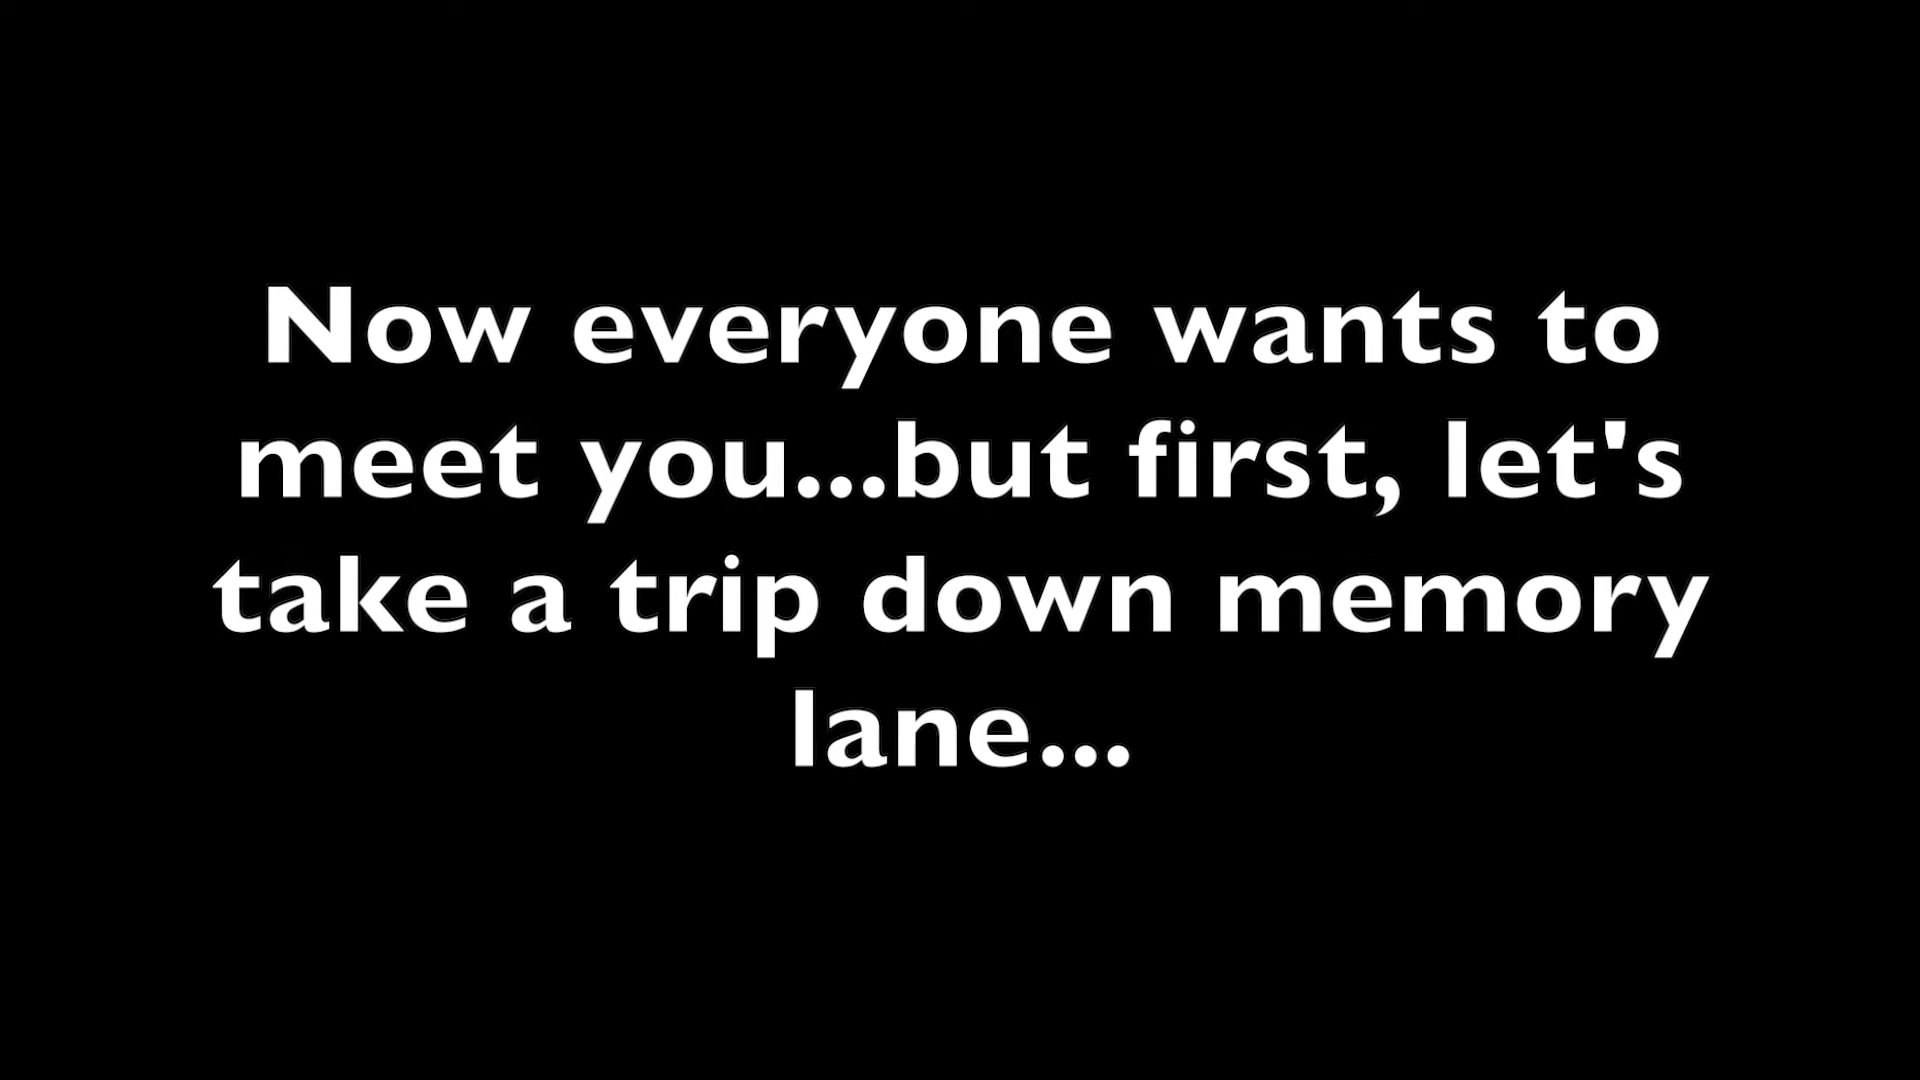 Now everyone wants to
meet you...but first, let's
take a trip down memory
lane...